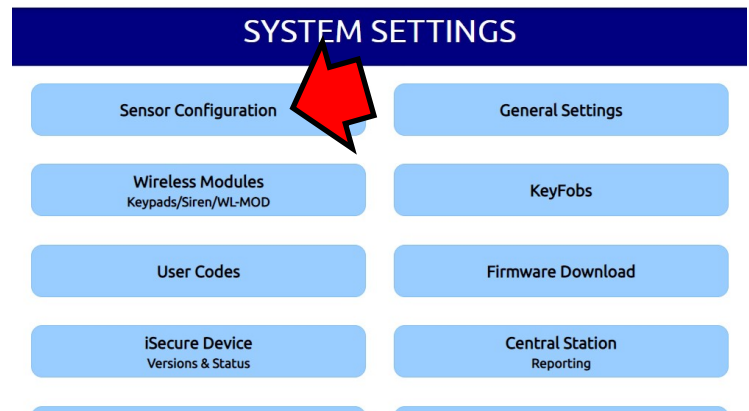 SYSTEM SETTINGS
Sensor Configuration
General Settings
Wireless Modules
Keypads/Siren/WL-MOD
KeyFobs
User Codes
Firmware Download
iSecure Device
Versions & Status
Central Station
Reporting